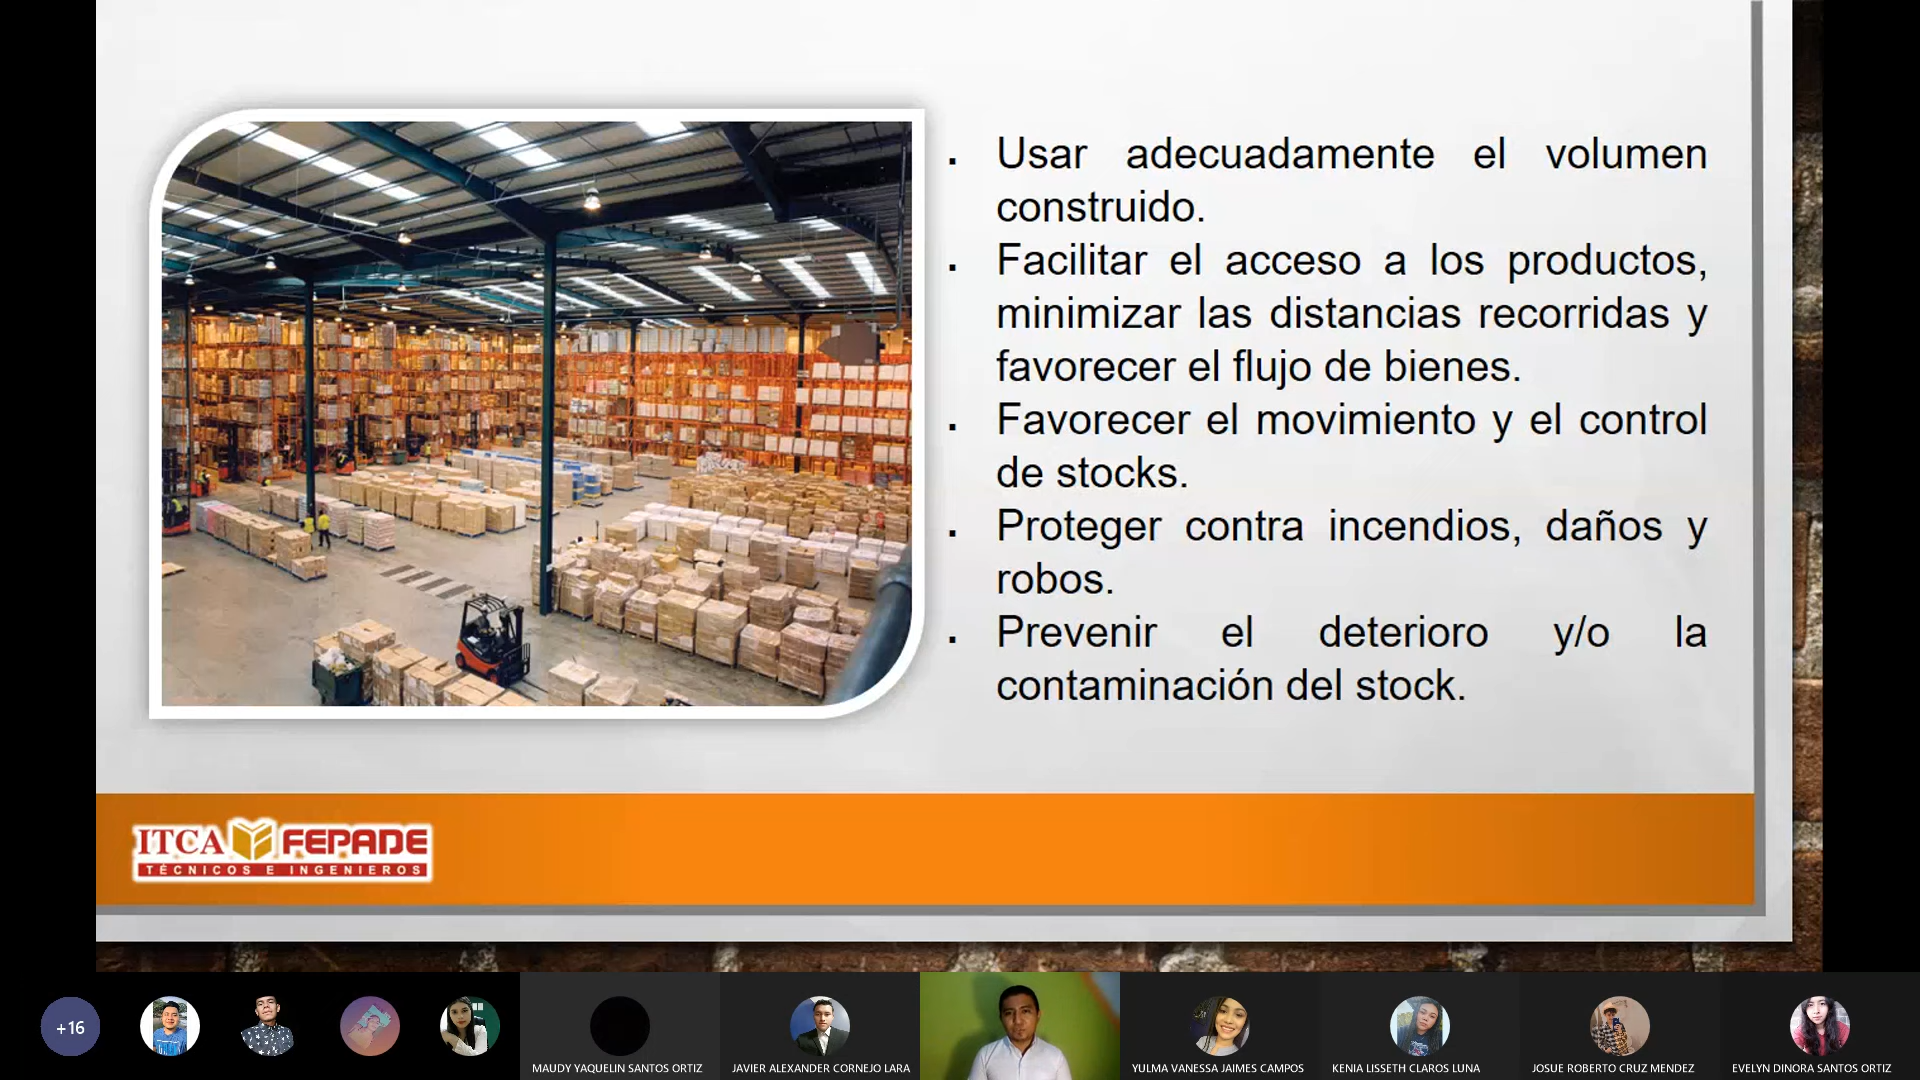 Usar adecuadamente el volumen
construido.
Facilitar el acceso a los productos,
minimizar las distancias recorridas y
favorecer el flujo de bienes.
Favorecer el movimiento y el control
de stocks.
Proteger contra incendios, daños y
robos.
Prevenir el deterioro y/o la
contaminación del stock.
ITCA FEPADE
TÉCNICOS E INGENIEROS
+16
MAUDY YAQUELIN SANTOS ORTIZ
JAVIER ALEXANDER CORNEJO LARA
YULMA VANESSA JAIMES CAMPOS
KENIA LISSETH CLAROS LUNA
JOSUE ROBERTO CRUZ MENDEZ
EVELYN DINORA SANTOS ORTIZ